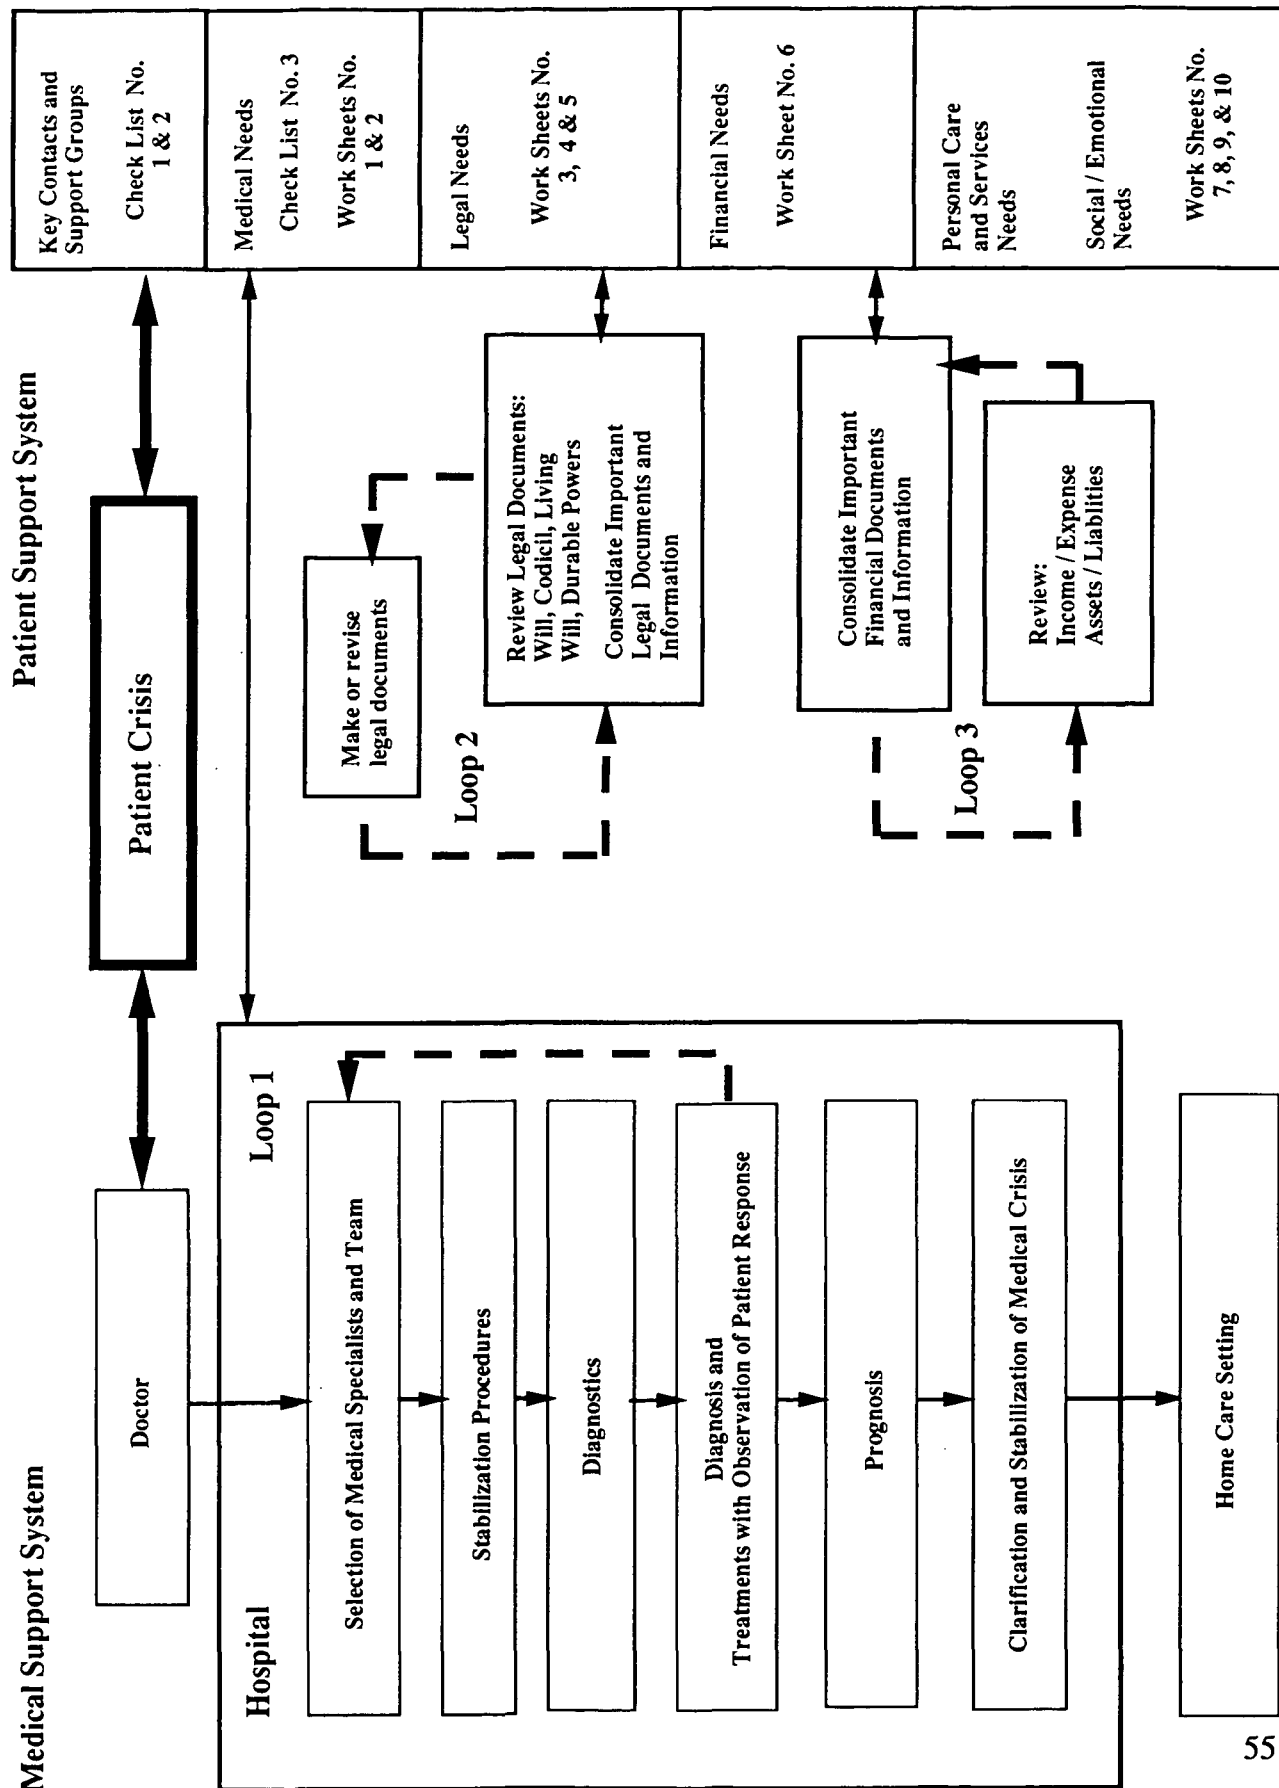 Medical Support System
Patient Support System
Doctor
Patient Crisis
Key Contacts and
Support Groups
Check List No.
1 & 2
Hospital
Loop 1
Selection of Medical Specialists and Team
Stabilization Procedures
Diagnostics
Diagnosis and
Treatments with Observation of Patient Response
Prognosis
Clarification and Stabilization of Medical Crisis
Home Care Setting
Make or revise
legal documents
Loop 2
Review Legal Documents:
Will, Codicil, Living
Will, Durable Powers
Consolidate Important
Legal Documents and
Information
Consolidate Important
Financial Documents
and Information
Loop 3
Review:
Income / Expense
Assets / Liablities
Medical Needs
Check List No. 3
Work Sheets No.
1 & 2
Legal Needs
Work Sheets No.
3, 4 & 5
Financial Needs
Work Sheet No. 6
Personal Care
and Services
Needs
Social / Emotional
Needs
Work Sheets No.
7, 8, 9, & 10
55